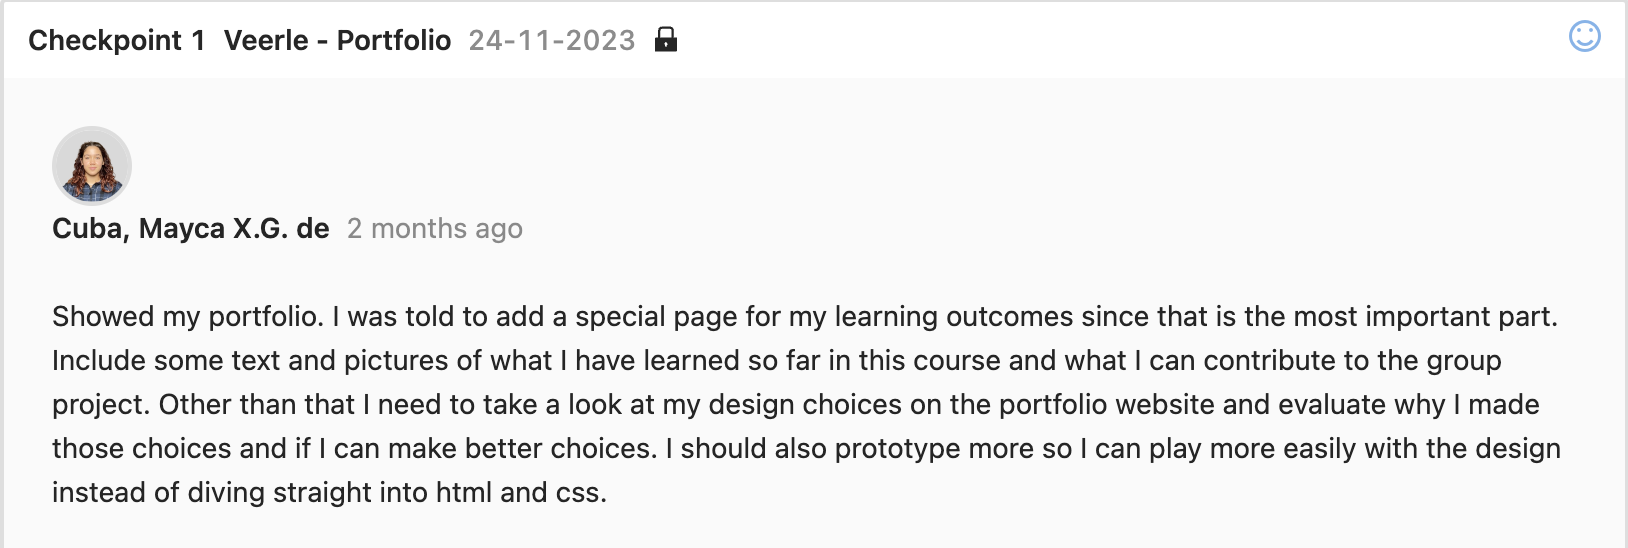 Checkpoint 1 Veerle - Portfolio 24-11-2023
Cuba, Mayca X.G. de 2 months ago
Showed my portfolio. I was told to add a special page for my learning outcomes since that is the most important part.
Include some text and pictures of what I have learned so far in this course and what I can contribute to the group
project. Other than that I need to take a look at my design choices on the portfolio website and evaluate why I made
those choices and if I can make better choices. I should also prototype more so I can play more easily with the design
instead of diving straight into html and css.